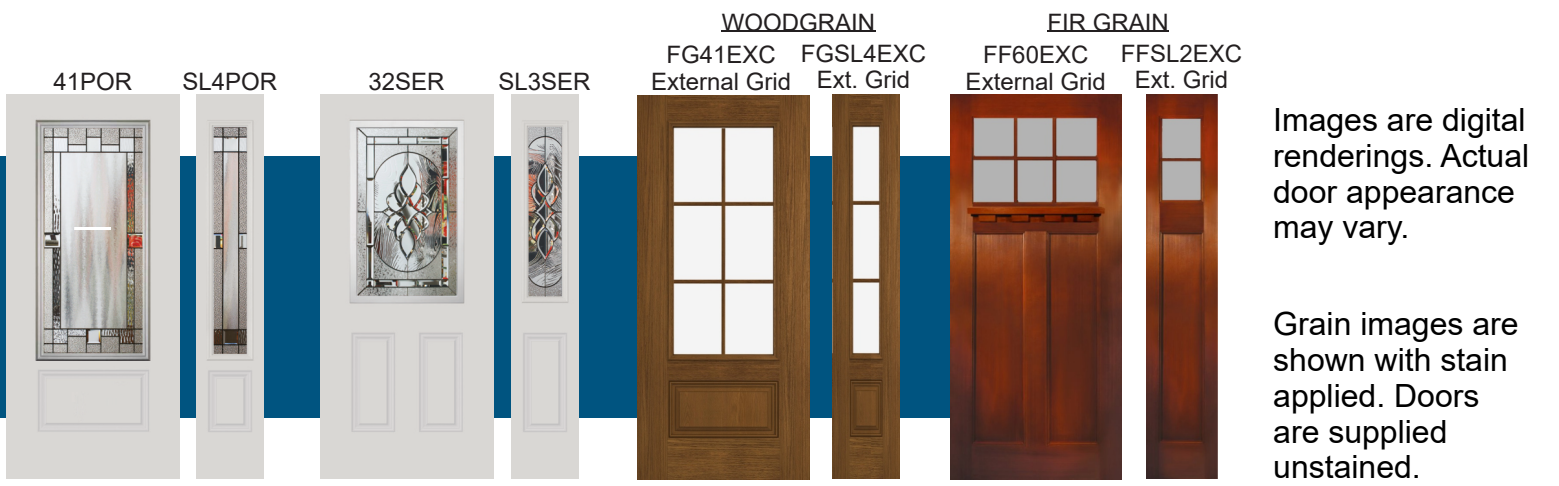 WOODGRAIN
FIR GRAIN
41POR
SL4POR
32SER
SL3SER
FG41EXC
External Grid
FGSL4EXC
Ext. Grid
FF60EXC
External Grid
FFSL2EXC
Ext. Grid
Images are digital
renderings. Actual
door appearance
may vary.
Grain images are
shown with stain
applied. Doors
are supplied
unstained.